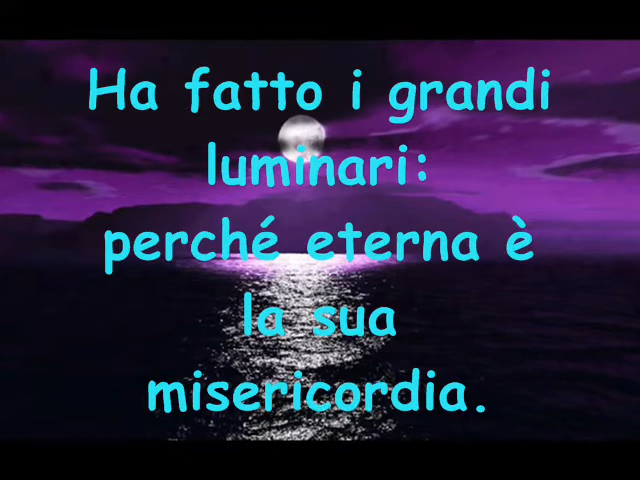 Ha fatto i grandi
luminari:
perché eterna è
la sua
misericordia.